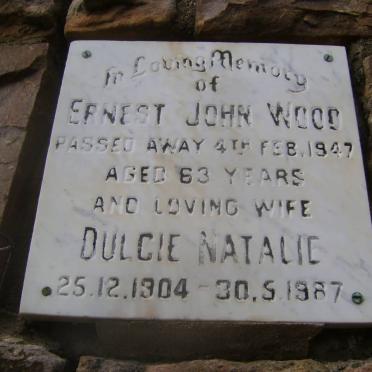 In Loving Memory
of
ERNEST JOHN WOOD
PASSED AWAY 4TH FEB, 1947
AGED 63 YEARS
AND LOVING WIFE
DULCIE NATALIE
25.12.1904 - 30.5.1987